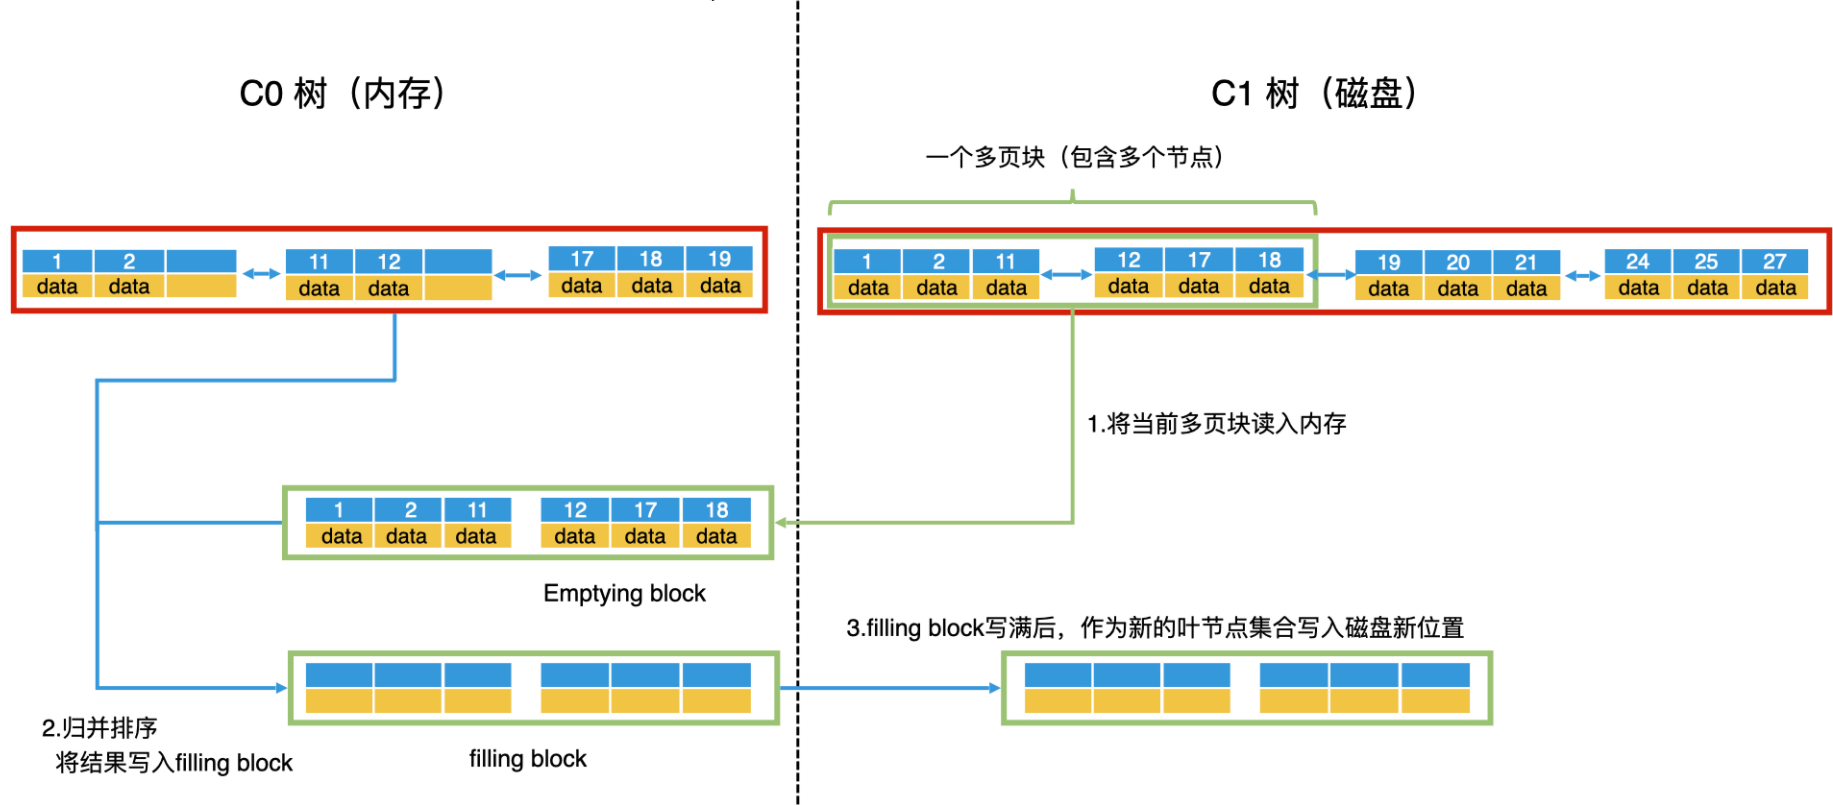 C0 树（内存）
C1 树（磁盘）
一个多页块（包含多个节点）
1 2
data data
11 12
data data
17 18 19
data data data
1 2 11
data data data
12 17 18
data data data
19 20 21
data data data
24 25 27
data data data
1.将当前多页块读入内存
1 2 11
data data data
12 17 18
data data data
Emptying block
3.filling block写满后，作为新的叶节点集合写入磁盘新位置
2.归并排序
将结果写入filling block
filling block